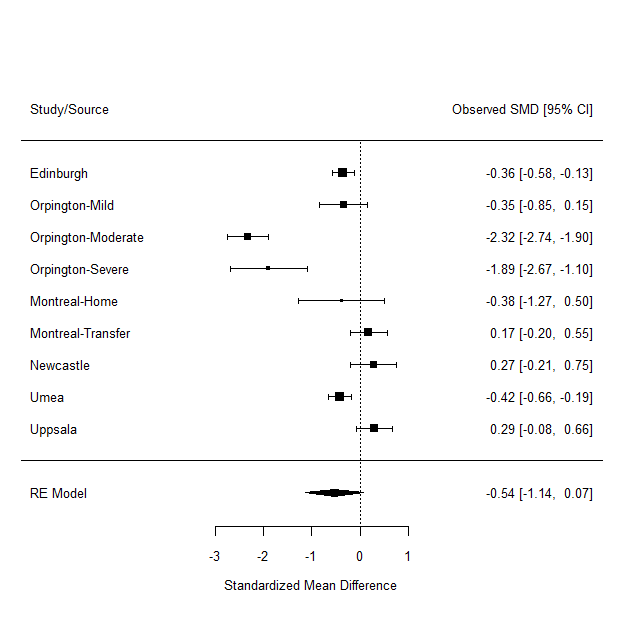 Study/Source Observed SMD [95% CI]
Edinburgh -0.36 [-0.58, -0.13]
Orpington-Mild -0.35 [-0.85, 0.15]
Orpington-Moderate -2.32 [-2.74, -1.90]
Orpington-Severe -1.89 [-2.67, -1.10]
Montreal-Home -0.38 [-1.27, 0.50]
Montreal-Transfer 0.17 [-0.20, 0.55]
Newcastle 0.27 [-0.21, 0.75]
Umea -0.42 [-0.66, -0.19]
Uppsala 0.29 [-0.08, 0.66]
RE Model -0.54 [-1.14, 0.07]
-3 -2 -1 0 1
Standardized Mean Difference